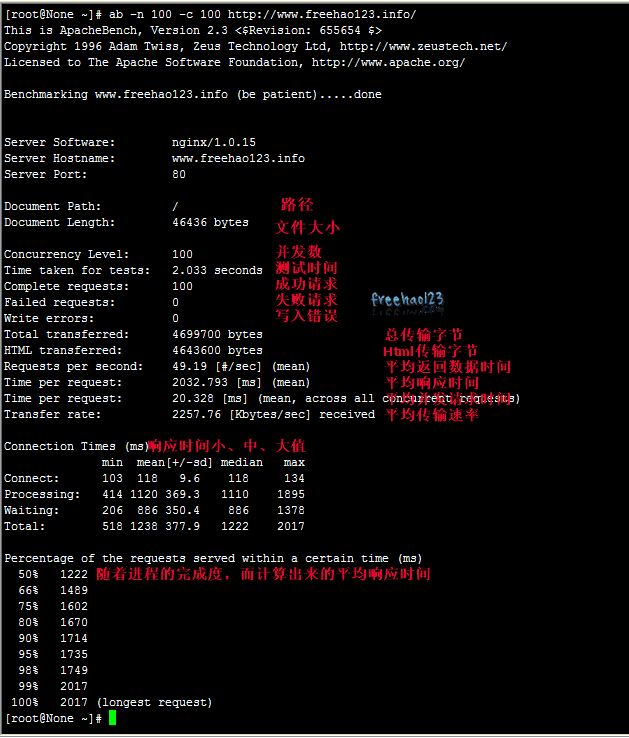 [root@None ~]# ab -n 100 -c 100 http://www.freehao123.info/
This is ApacheBench, Version 2.3 <$Revision: 655654 $>
Copyright 1996 Adam Twiss, Zeus Technology Ltd, http://www.zeustech.net/
Licensed to The Apache Software Foundation, http://www.apache.org/
Benchmarking www.freehao123.info (be patient).....done
Server Software: nginx/1.0.15
Server Hostname: www.freehao123.info
Server Port: 80
Document Path: / 路径
Document Length: 46436 bytes 文件大小
Concurrency Level: 100 并发数
Time taken for tests: 2.033 seconds 测试时间
Complete requests: 100 成功请求
Failed requests: 0 失败请求 freehao123
Write errors: 0 写入错误
Total transferred: 4699700 bytes 总传输字节
HTML transferred: 4643600 bytes Html传输字节
Requests per second: 49.19 [#/sec] (mean) 平均返回数据时间
Time per request: 2032.793 [ms] (mean) 平均响应时间
Time per request: 20.328 [ms] (mean, across all concurrent requests) 平均并发请求时间
Transfer rate: 2257.76 [Kbytes/sec] received 平均传输速率
Connection Times (ms)响应时间小、中、大值
min mean[+/-sd] median max
Connect: 103 118 9.6 118 134
Processing: 414 1120 369.3 1110 1895
Waiting: 206 886 350.4 886 1378
Total: 518 1238 377.9 1222 2017
Percentage of the requests served within a certain time (ms)
50% 1222 随着进程的完成度，而计算出来的平均响应时间
66% 1489
75% 1602
80% 1670
90% 1714
95% 1735
98% 1749
99% 2017
100% 2017 (longest request)
[root@None ~]#